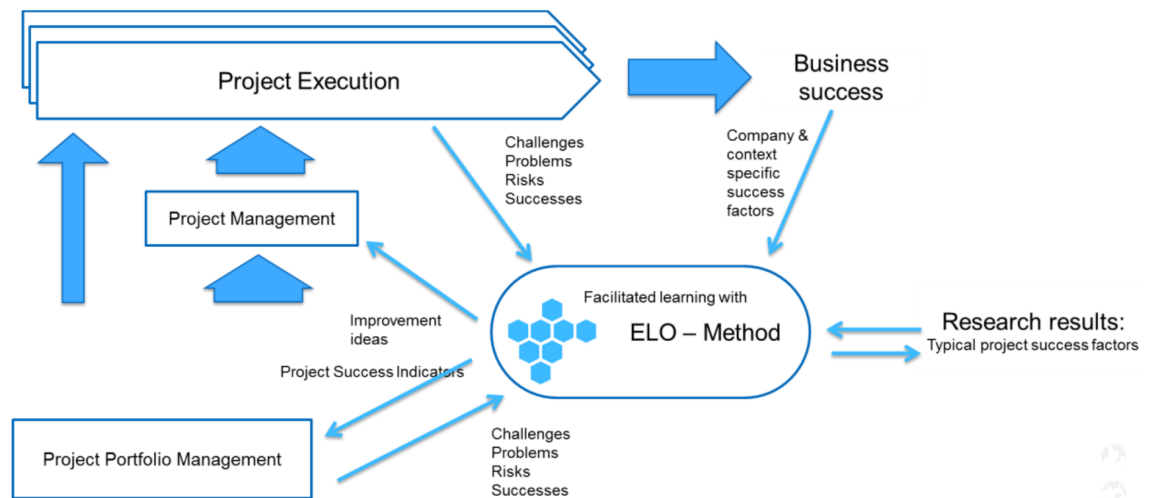 Project Execution
Business
success
Challenges
Problems
Risks
Successes
Company &
context
specific
success
factors
Project Management
Facilitated learning with
ELO – Method
Improvement
ideas
Research results:
Typical project success factors
Project Success Indicators
Project Portfolio Management
Challenges
Problems
Risks
Successes